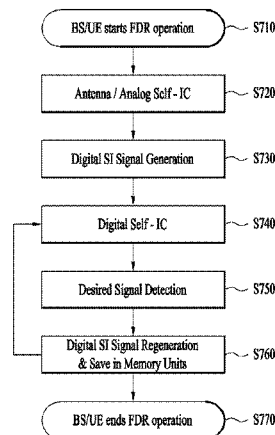 BS/UE starts FDR operation
S710
Antenna / Analog Self - IC
S720
Digital SI Signal Generation
S730
Digital Self - IC
S740
Desired Signal Detection
S750
Digital SI Signal Regeneration
& Save in Memory Units
S760
BS/UE ends FDR operation
S770